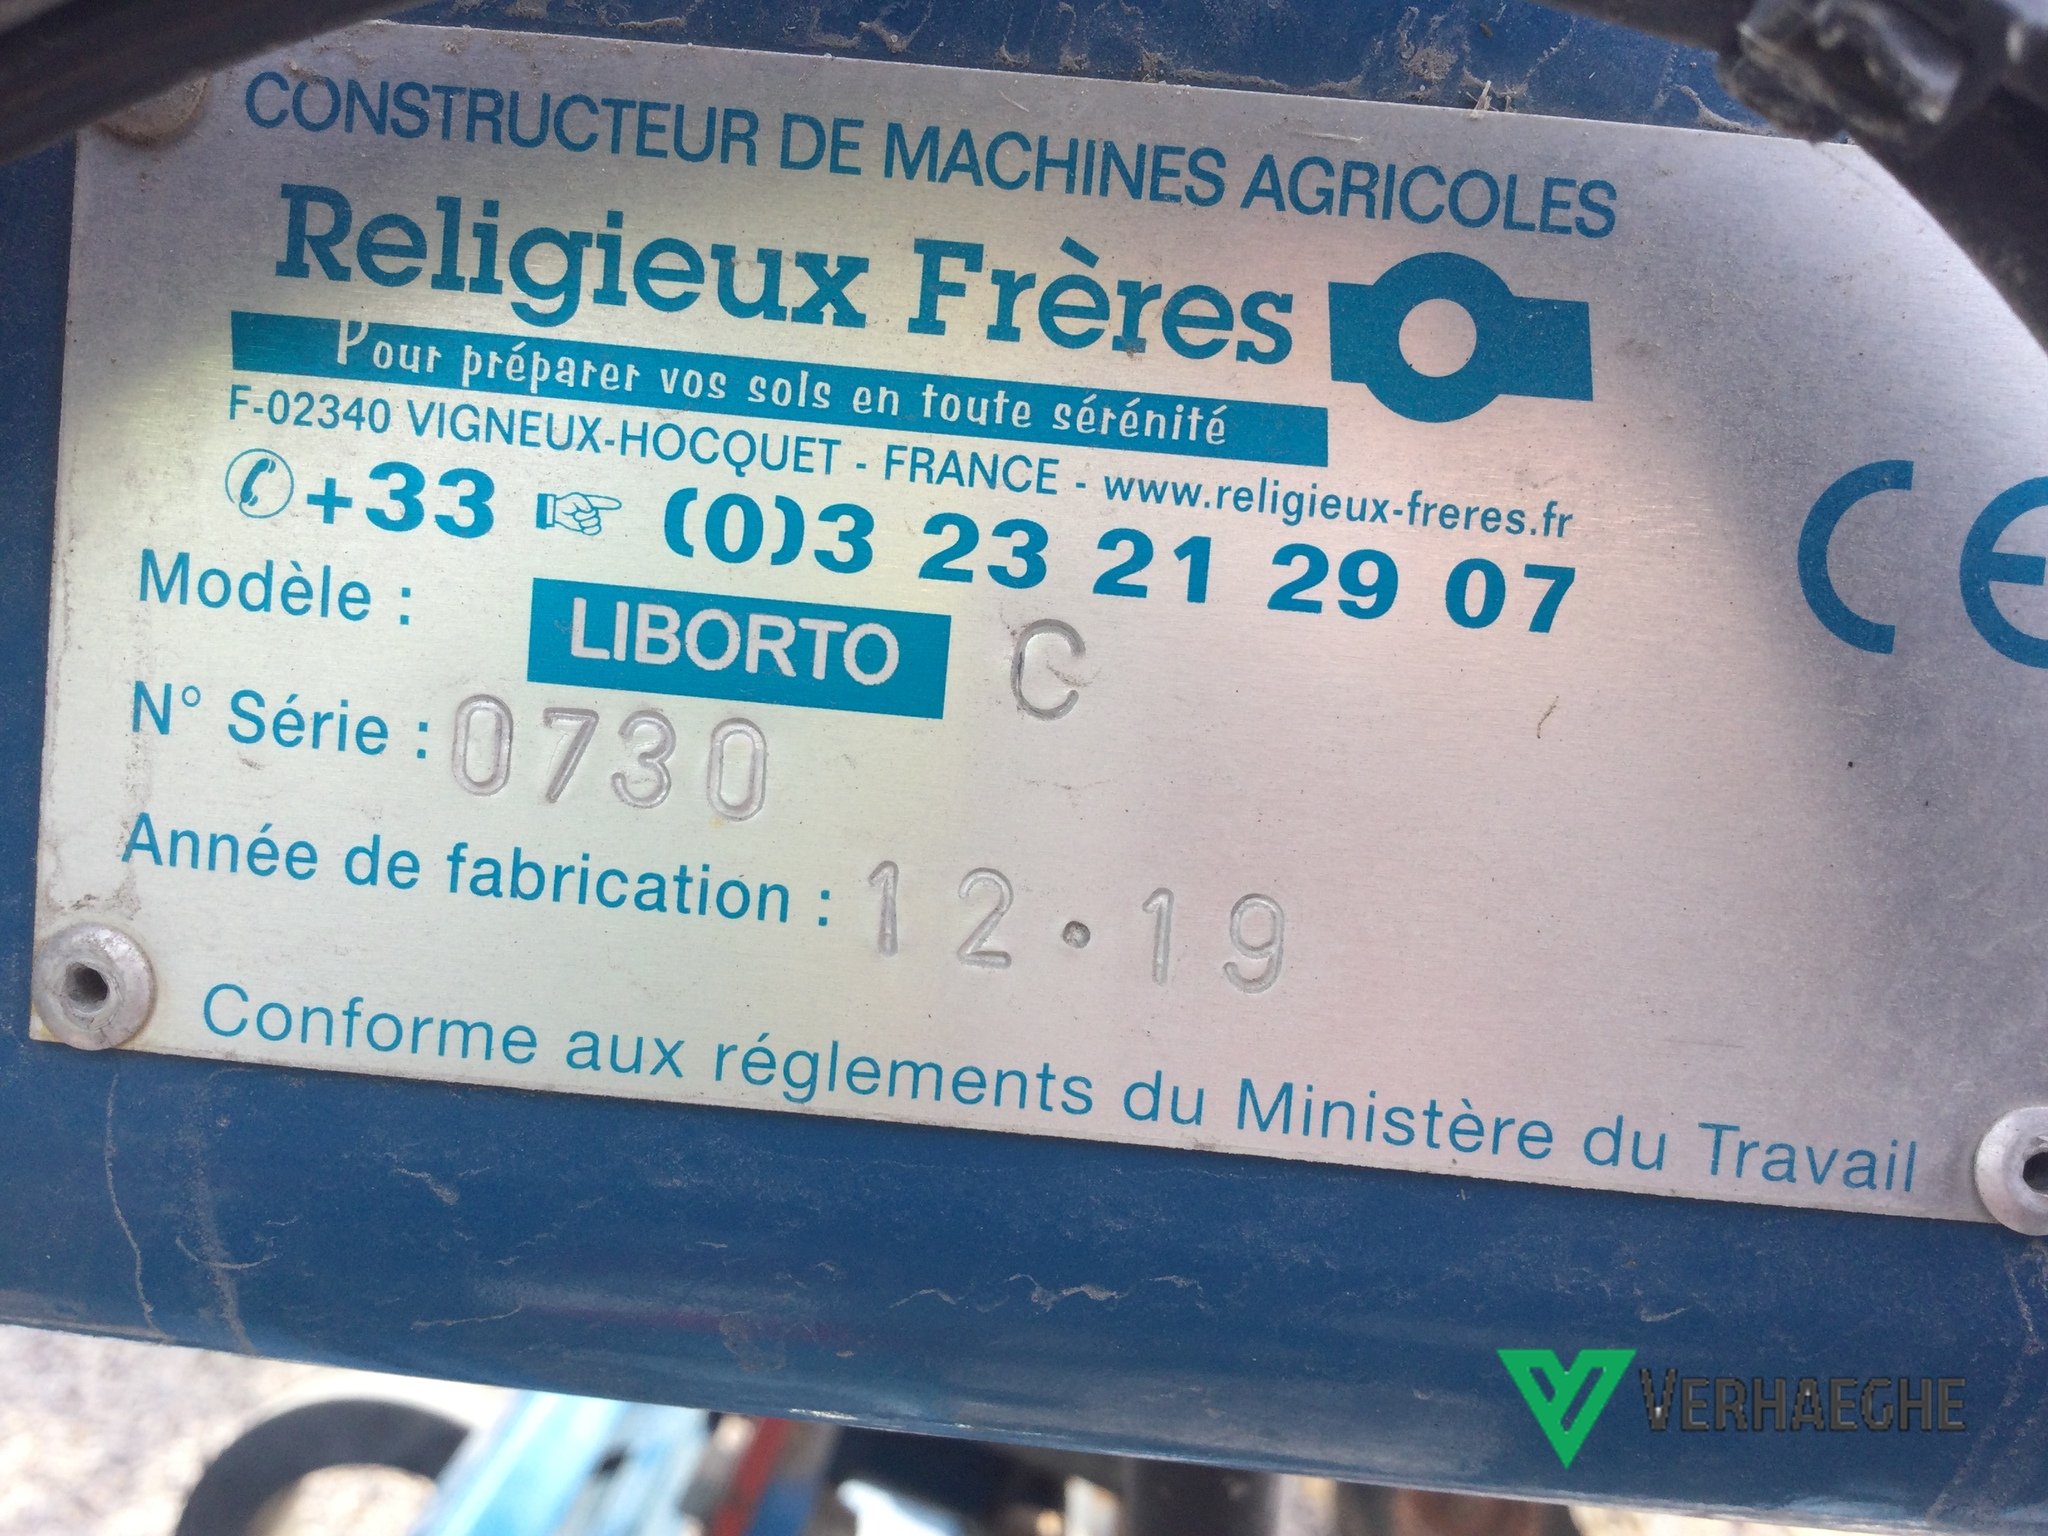 CONSTRUCTEUR DE MACHINES AGRICOLES
Religieux Frères
Pour préparer vos sols en toute sérénité
F-02340 VIGNEUX-HOCQUET - FRANCE - www.religieux-freres.fr
+33 (0)3 23 21 29 07
CE
Modèle : LIBORTO C
N° Série : 0730
Année de fabrication : 12.19
Conforme aux réglements du Ministère du Travail
VERHAEGHE